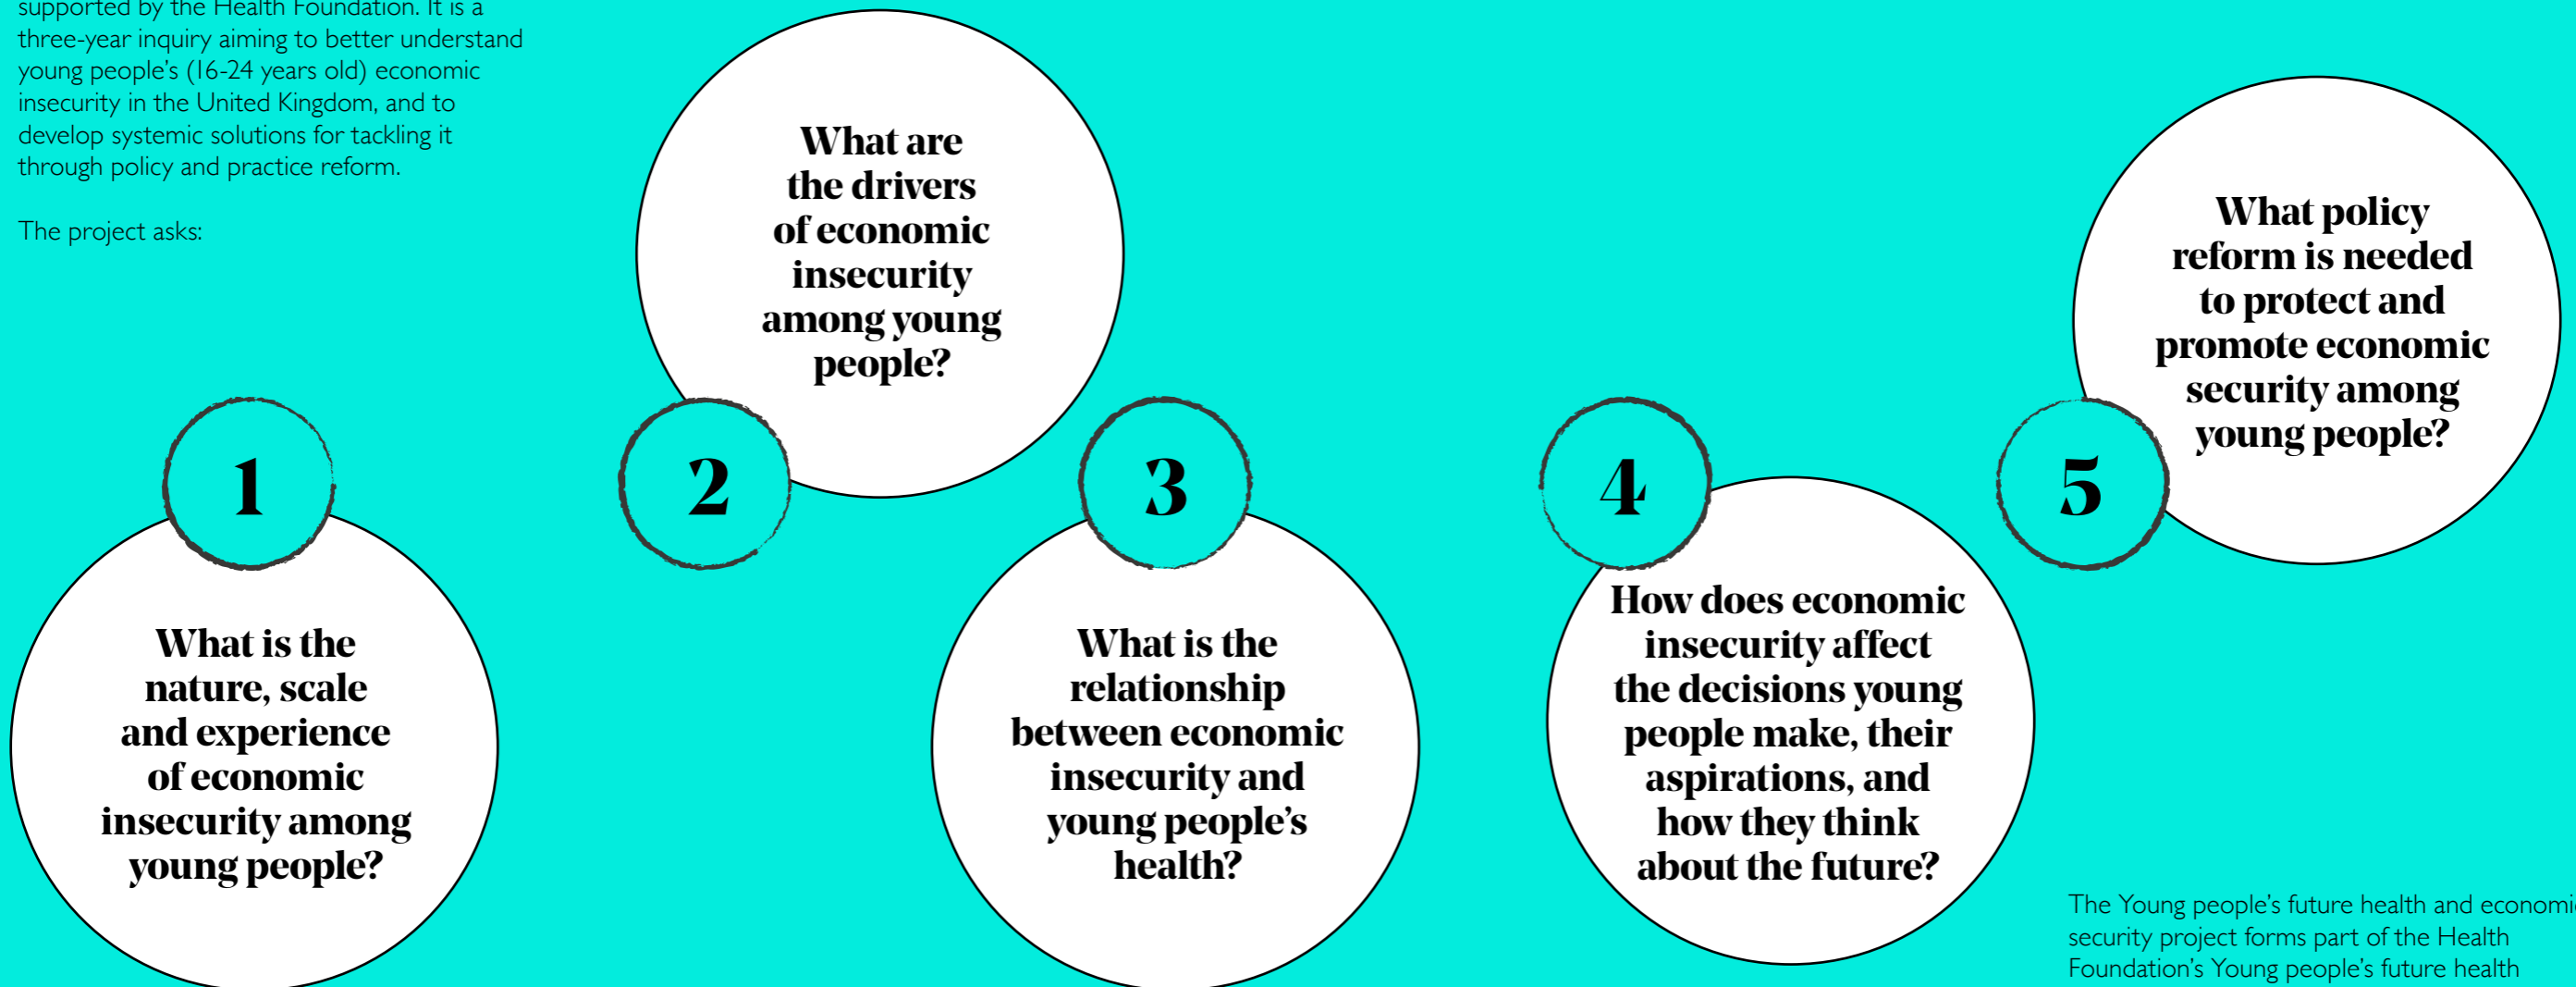 supported by the Health Foundation. It is a
three-year inquiry aiming to better understand
young people's (16-24 years old) economic
insecurity in the United Kingdom, and to
develop systemic solutions for tackling it
through policy and practice reform.
The project asks:
1
What is the
nature, scale
and experience
of economic
insecurity among
young people?
2
What are
the drivers
of economic
insecurity
among young
people?
3
What is the
relationship
between economic
insecurity and
young people's
health?
4
How does economic
insecurity affect
the decisions young
people make, their
aspirations, and
how they think
about the future?
5
What policy
reform is needed
to protect and
promote economic
security among
young people?
The Young people's future health and economic
security project forms part of the Health
Foundation's Young people's future health